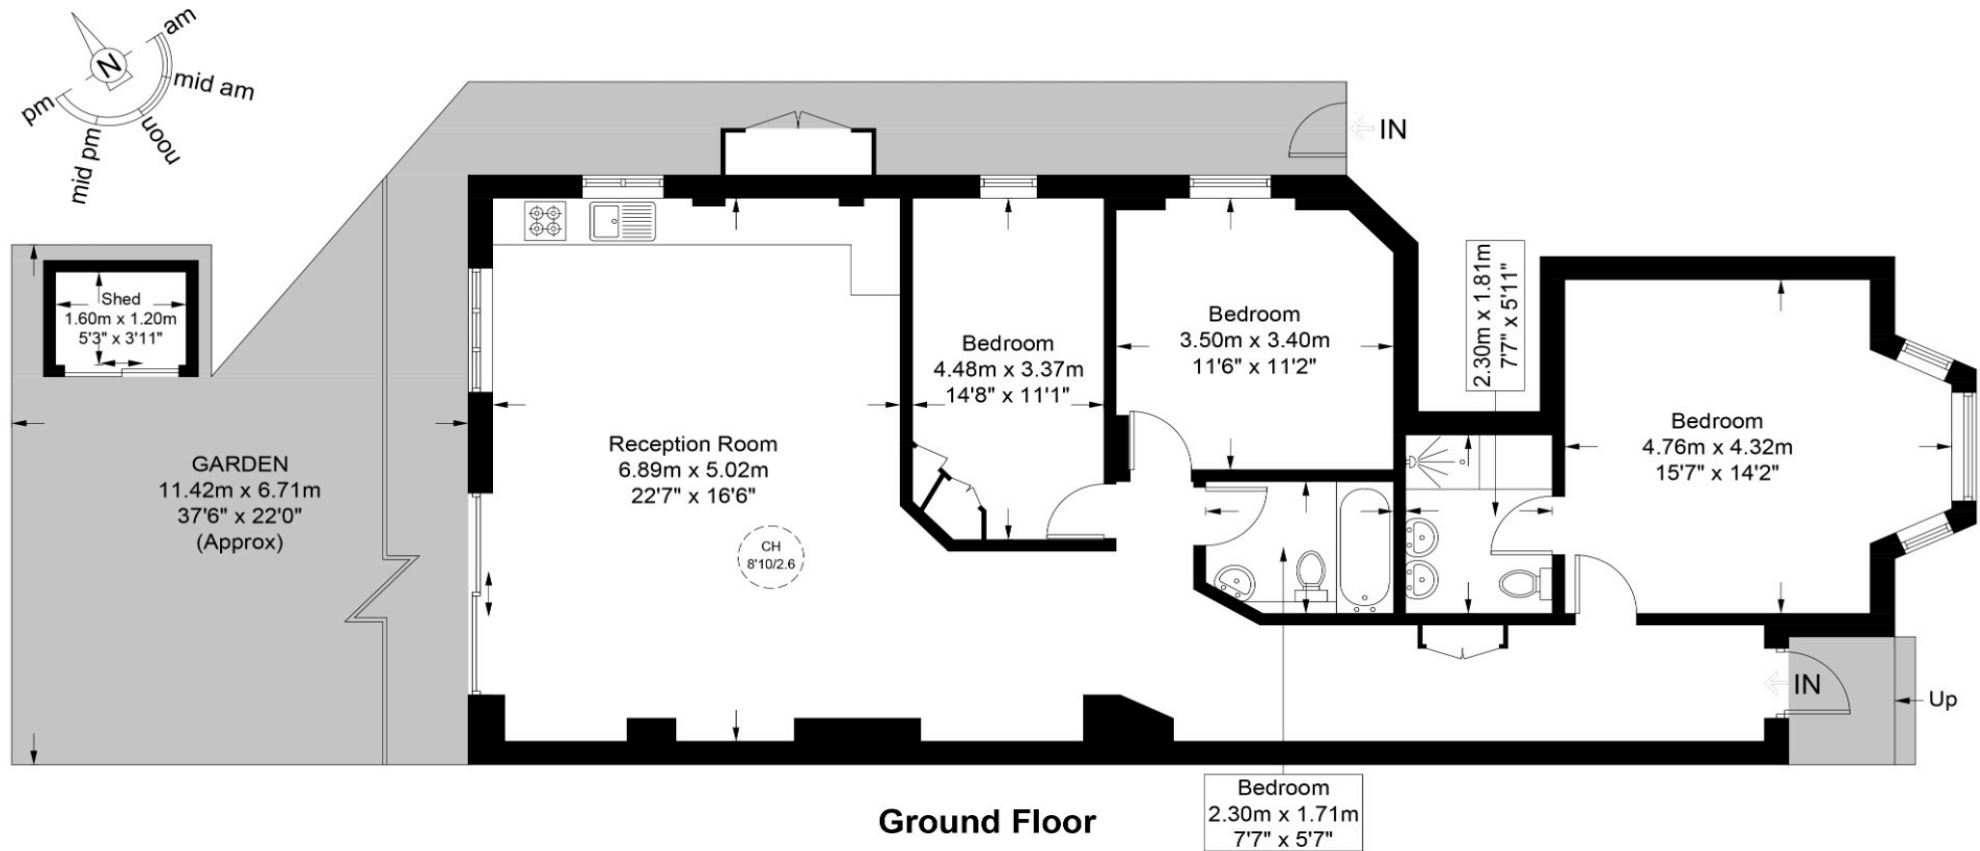 N
am
mid am
noon
mid pm
pm
IN
Shed
1.60m x 1.20m
5'3" x 3'11"
GARDEN
11.42m x 6.71m
37'6" x 22'0"
(Approx)
Reception Room
6.89m x 5.02m
22'7" x 16'6"
CH
8'10/2.6
Bedroom
4.48m x 3.37m
14'8" x 11'1"
Bedroom
3.50m x 3.40m
11'6" x 11'2"
2.30m x 1.81m
7'7" x 5'11"
Bedroom
4.76m x 4.32m
15'7" x 14'2"
IN
Up
Bedroom
2.30m x 1.71m
7'7" x 5'7"
Ground Floor